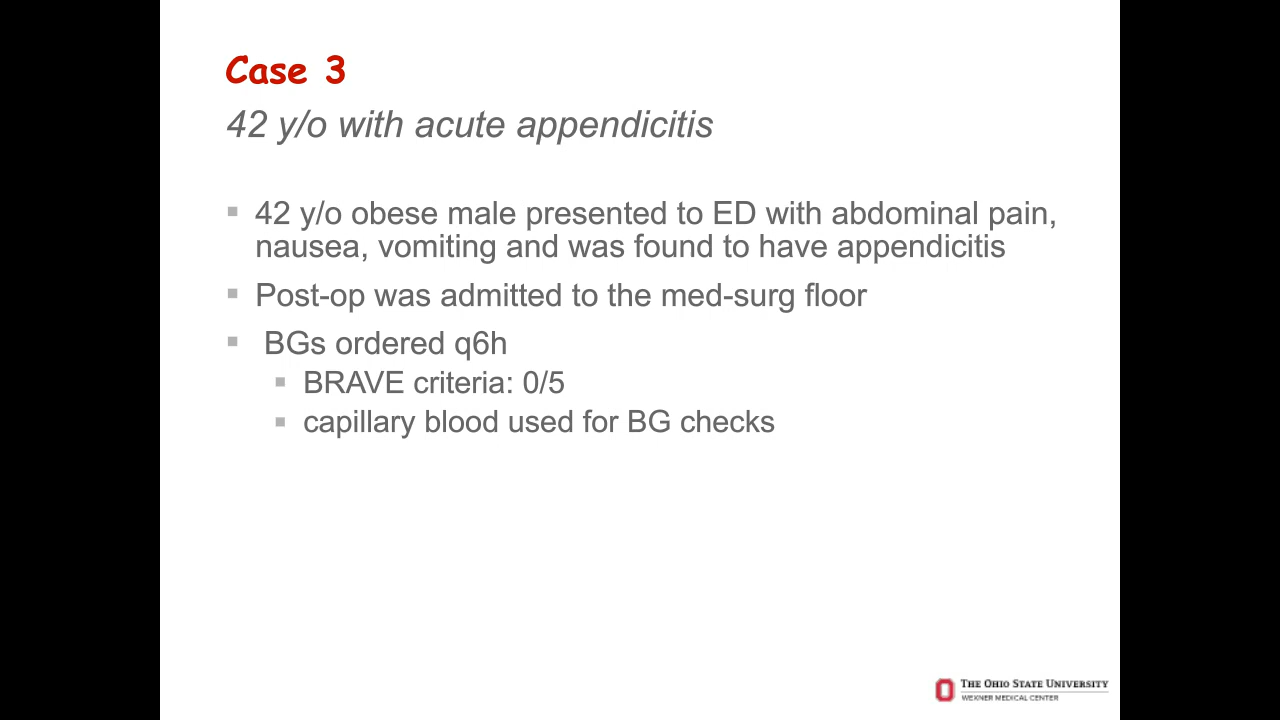 Case 3
42 y/o with acute appendicitis
42 y/o obese male presented to ED with abdominal pain,
nausea, vomiting and was found to have appendicitis
Post-op was admitted to the med-surg floor
BGs ordered q6h
BRAVE criteria: 0/5
capillary blood used for BG checks
THE OHIO STATE UNIVERSITY
WEXNER MEDICAL CENTER